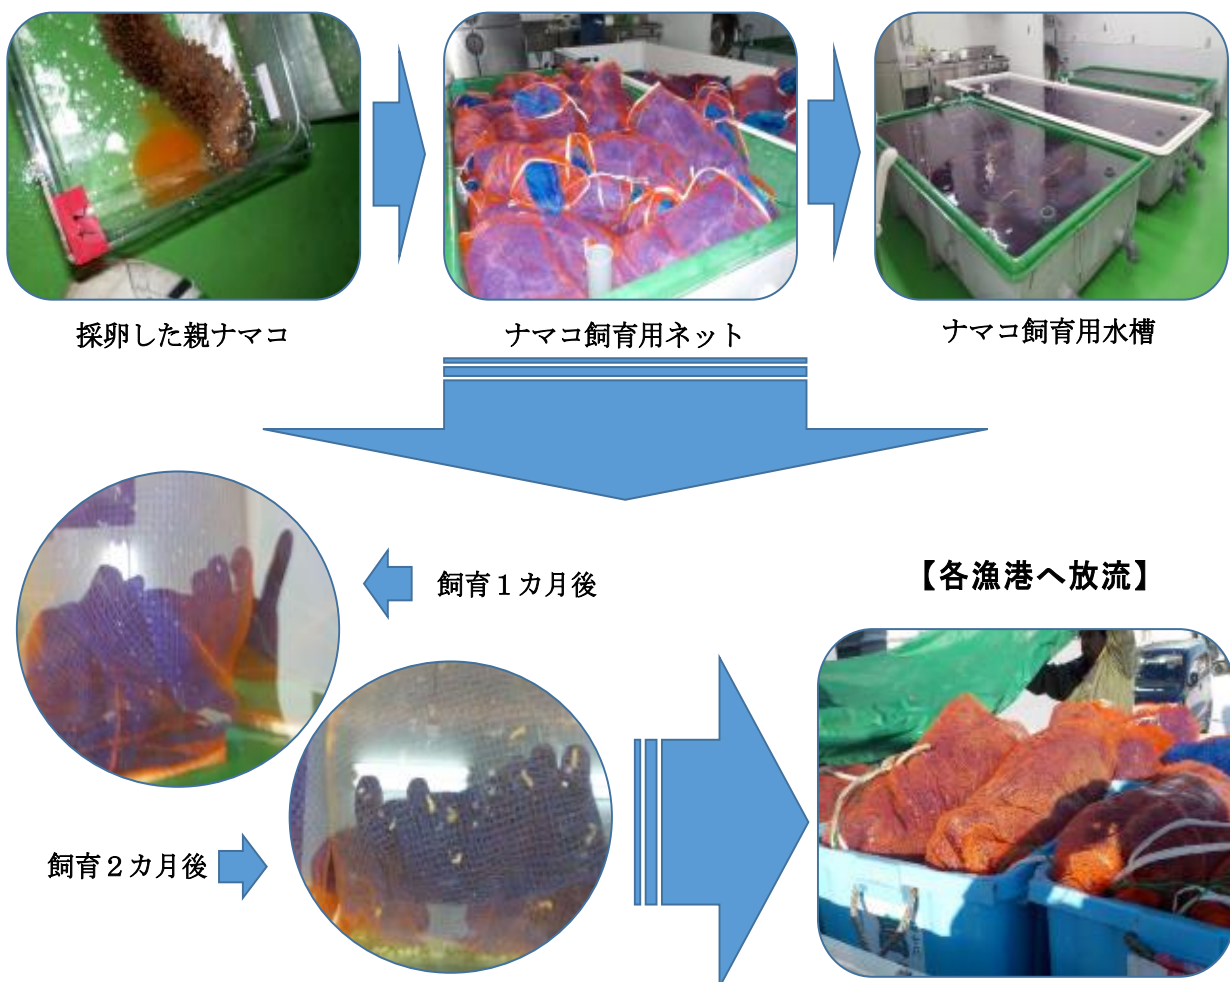 採卵した親ナマコ
ナマコ飼育用ネット
ナマコ飼育用水槽
飼育１カ月後
【各漁港へ放流】
飼育２カ月後